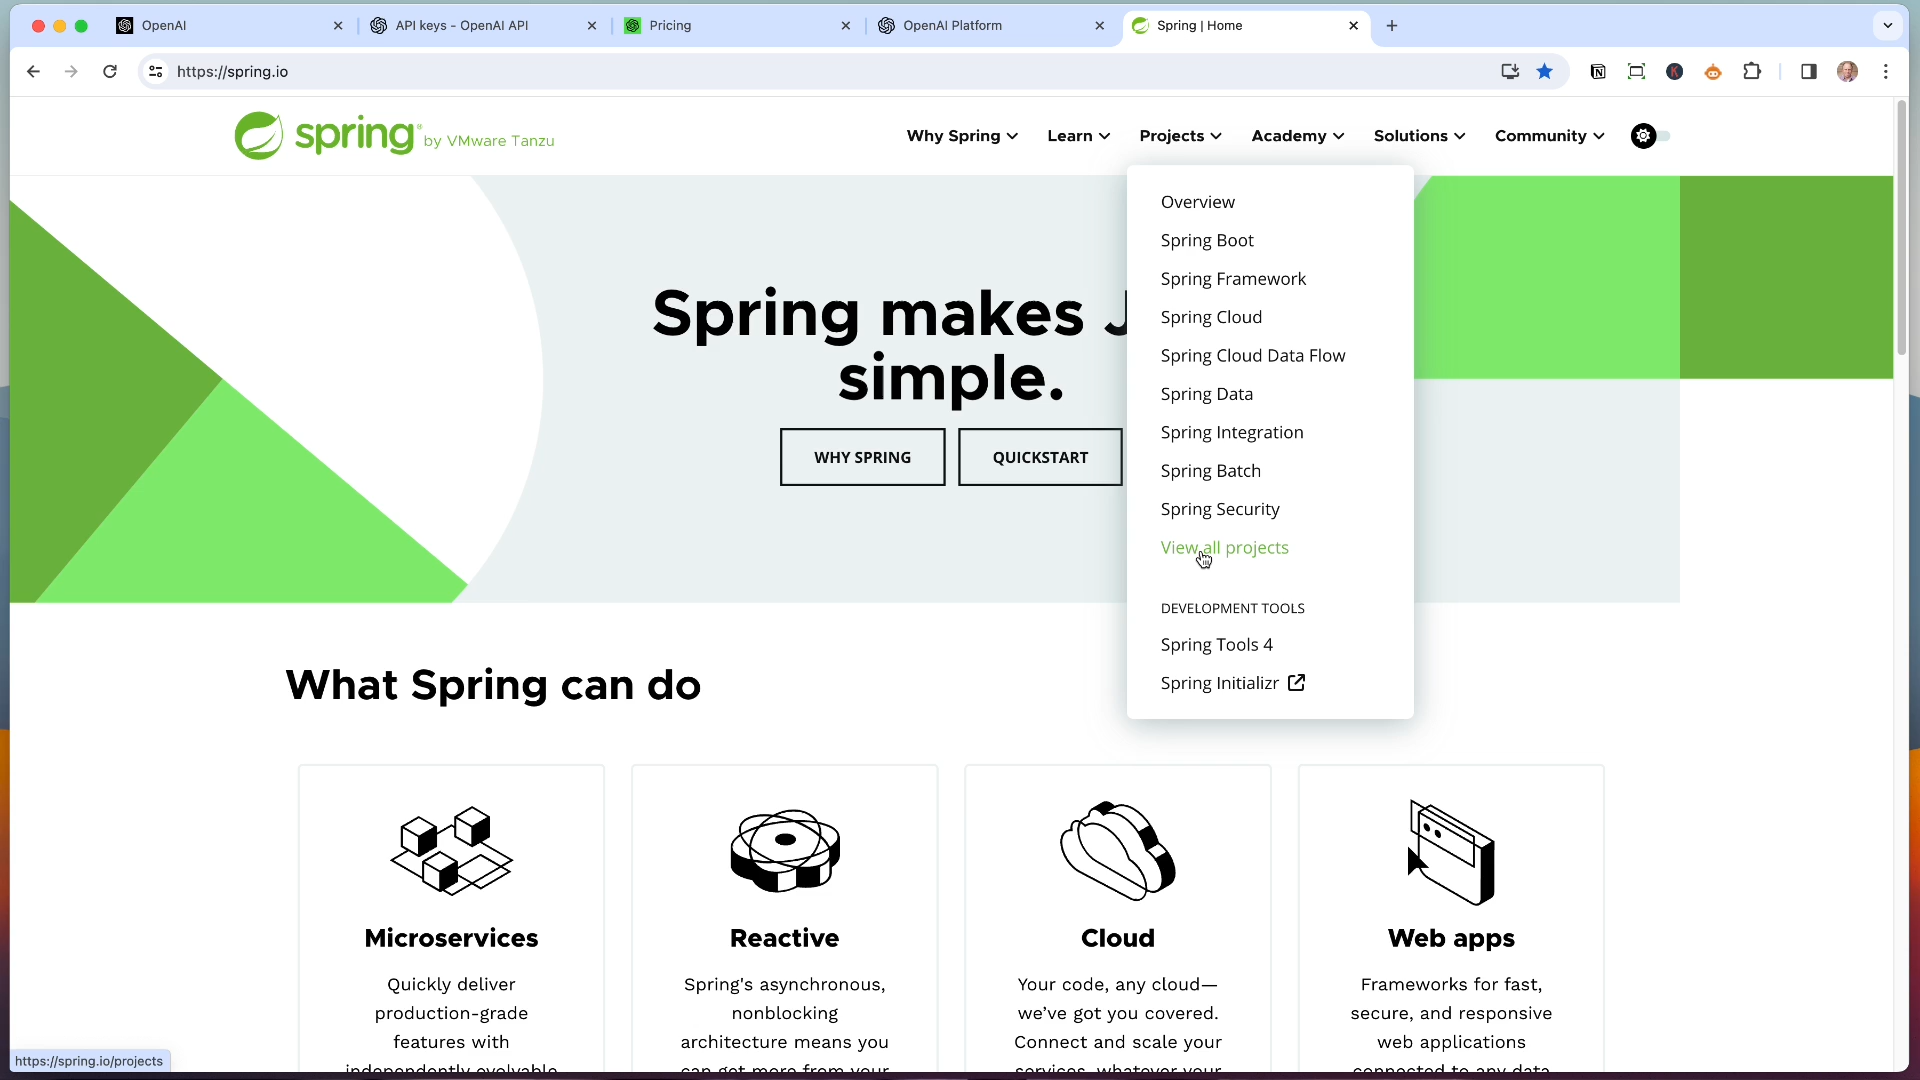 OpenAI
API keys - OpenAI API
Pricing
OpenAI Platform
Spring | Home
https://spring.io
spring by VMware Tanzu
Why Spring
Learn
Projects
Academy
Solutions
Community
Overview
Spring Boot
Spring Framework
Spring Cloud
Spring Cloud Data Flow
Spring Data
Spring Integration
Spring Batch
Spring Security
View all projects
DEVELOPMENT TOOLS
Spring Tools 4
Spring Initializr
Spring makes J
simple.
WHY SPRING
QUICKSTART
What Spring can do
Microservices
Quickly deliver
production-grade
features with
independently evolvable
Reactive
Spring's asynchronous,
nonblocking
architecture means you
can get more from your
Cloud
Your code, any cloud—
we’ve got you covered.
Connect and scale your
services, whatever your
Web apps
Frameworks for fast,
secure, and responsive
web applications
connected to any data
https://spring.io/projects